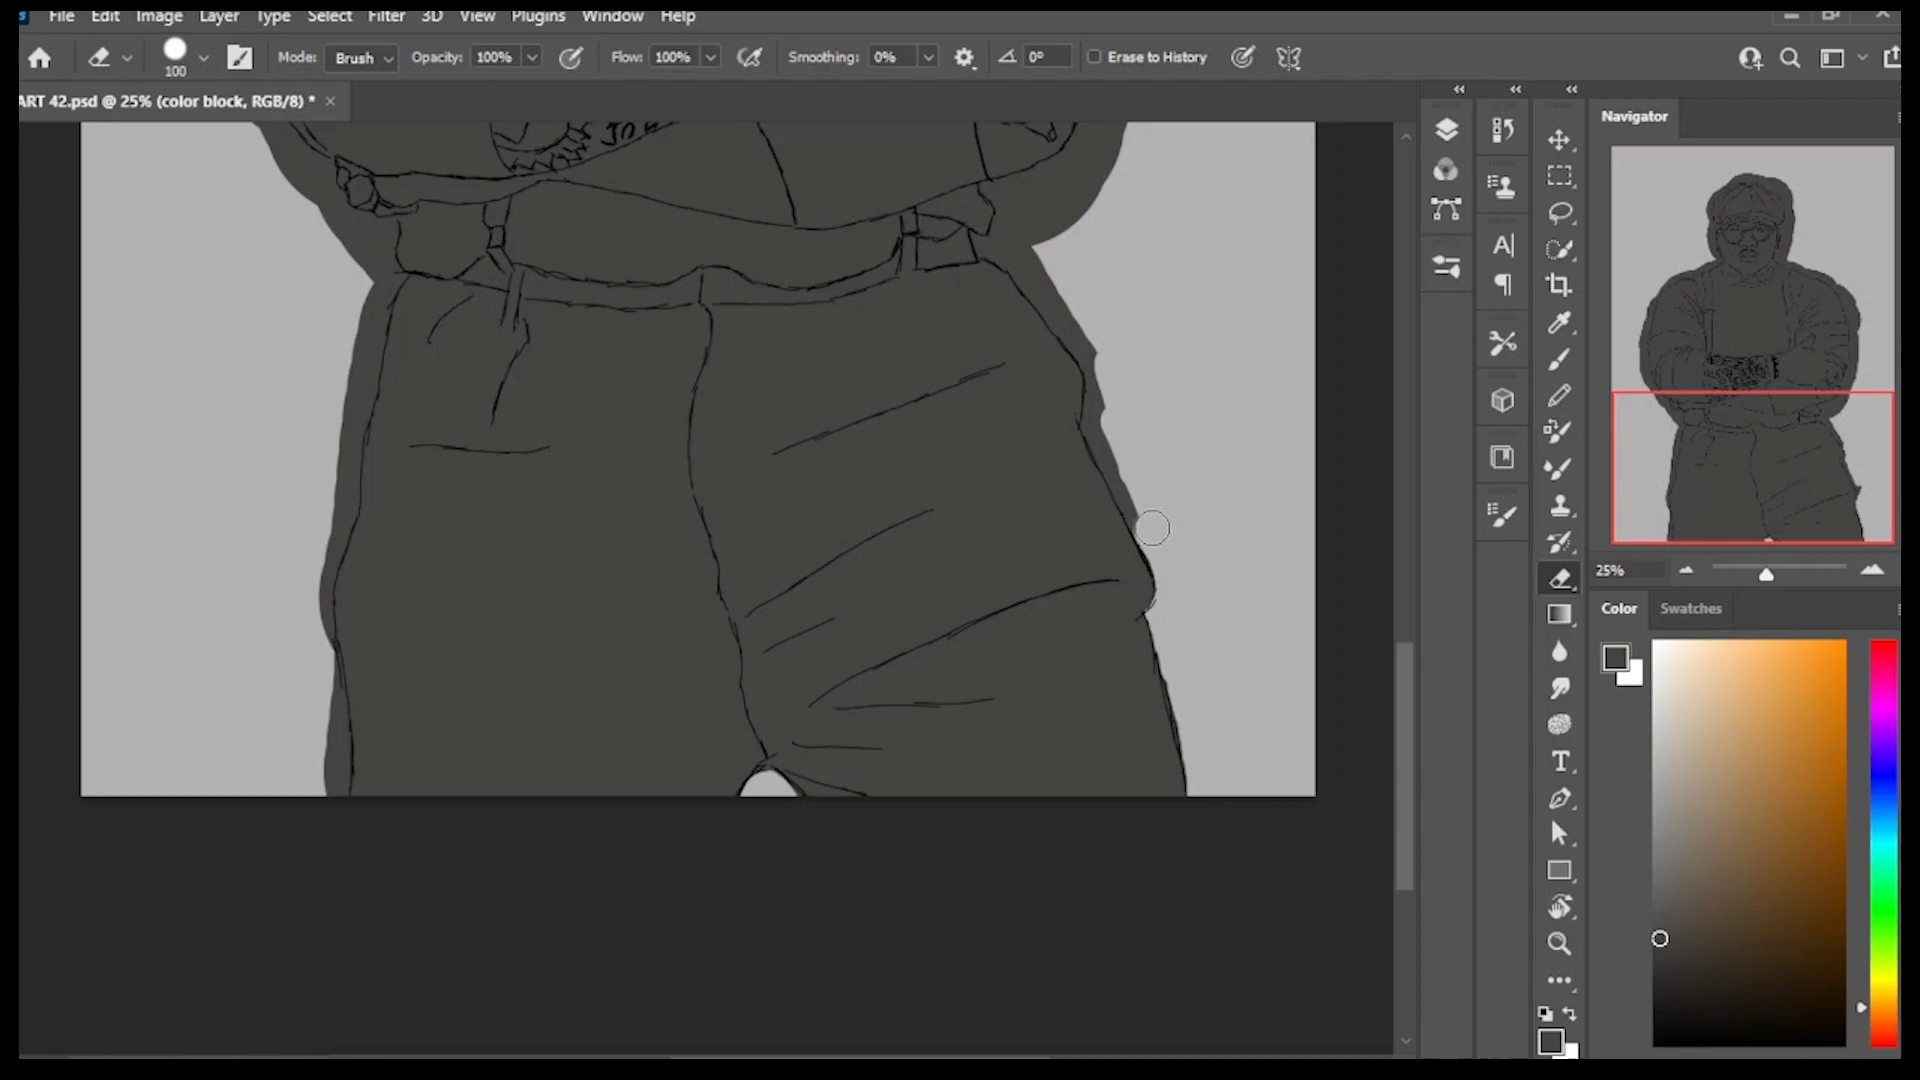 File Edit Image Layer Type Select Filter 3D View Plugins Window Help
100 Mode: Brush Opacity: 100% Flow: 100% Smoothing: 0% 0° Erase to History
ART 42.psd @ 25% (color block, RGB/8) * ×
Navigator
25%
Color Swatches